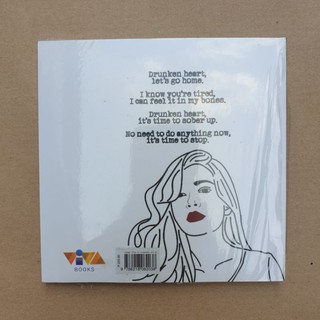 Drunken heart,
let's go home.
I know you're tired,
I can feel it in my bones.
Drunken heart,
it's time to sober up.
No need to do anything now,
it's time to stop.
VIVA
BOOKS